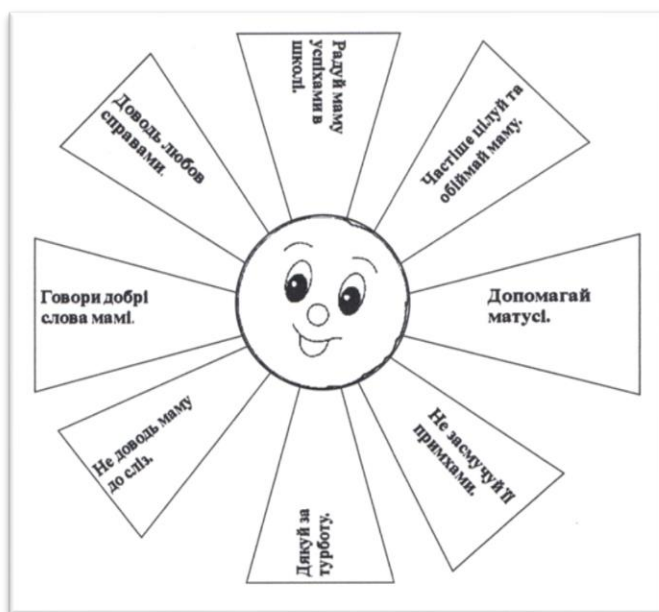 Радуй маму
успіхами в
школі.
Частіше цілуй та
обіймай маму.
Допомагай
матусі.
Не засмучуй її
примхами.
Дякуй за
турботу.
Не доводь маму
до сліз.
Говори добрі
слова мамі.
Доводь любов
справами.